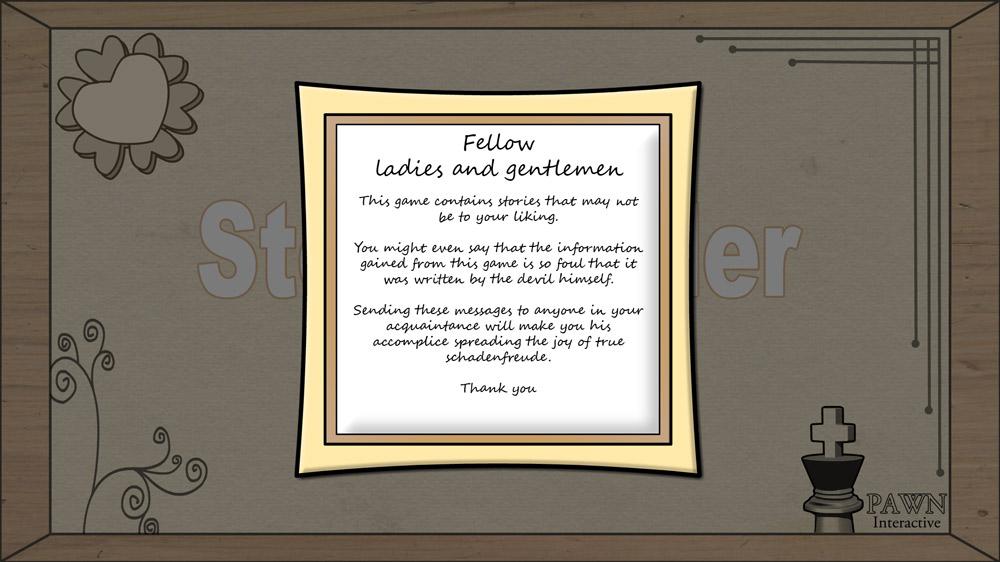 Fellow
ladies and gentlemen
This game contains stories that may not
be to your liking.
You might even say that the information
gained from this game is so foul that it
was written by the devil himself.
Sending these messages to anyone in your
acquaintance will make you his
accomplice spreading the joy of true
schadenfreude.
Thank you
PAWN
Interactive